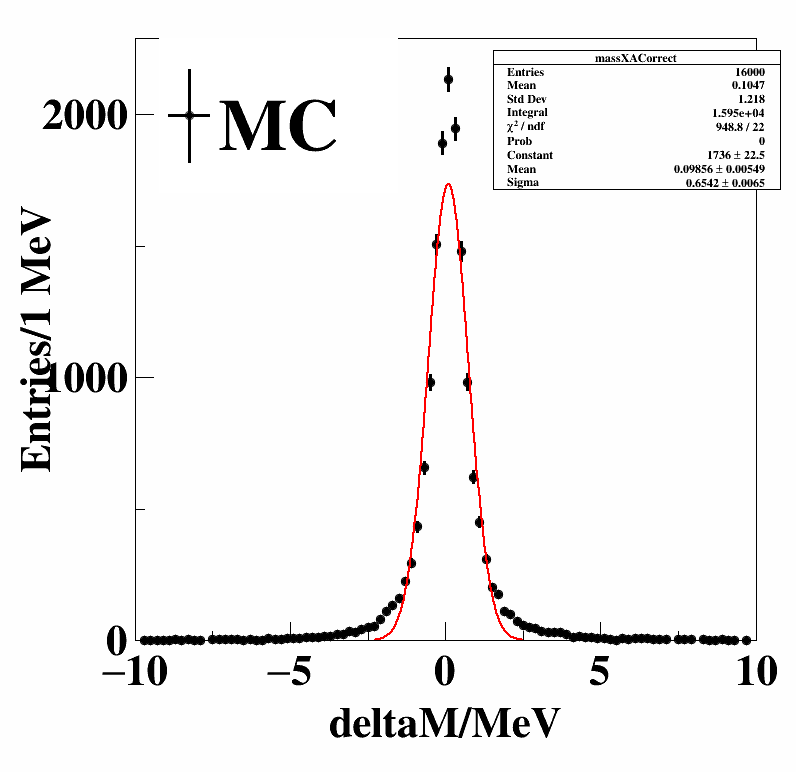 MC
massXACorrect
Entries 16000
Mean 0.1047
Std Dev 1.218
Integral 1.595e+04
χ² / ndf 948.8 / 22
Prob 0
Constant 1736 ± 22.5
Mean 0.09856 ± 0.00549
Sigma 0.6542 ± 0.0065
Entries/1 MeV
2000
1000
0
−10 −5 0 5 10
deltaM/MeV